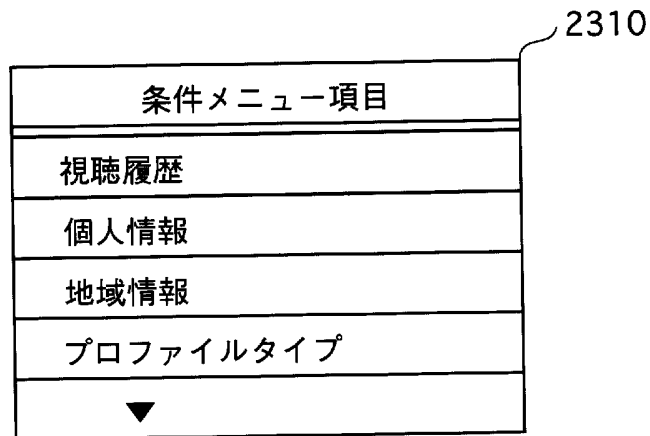 2310
条件メニュー項目
視聴履歴
個人情報
地域情報
プロファイルタイプ
▼